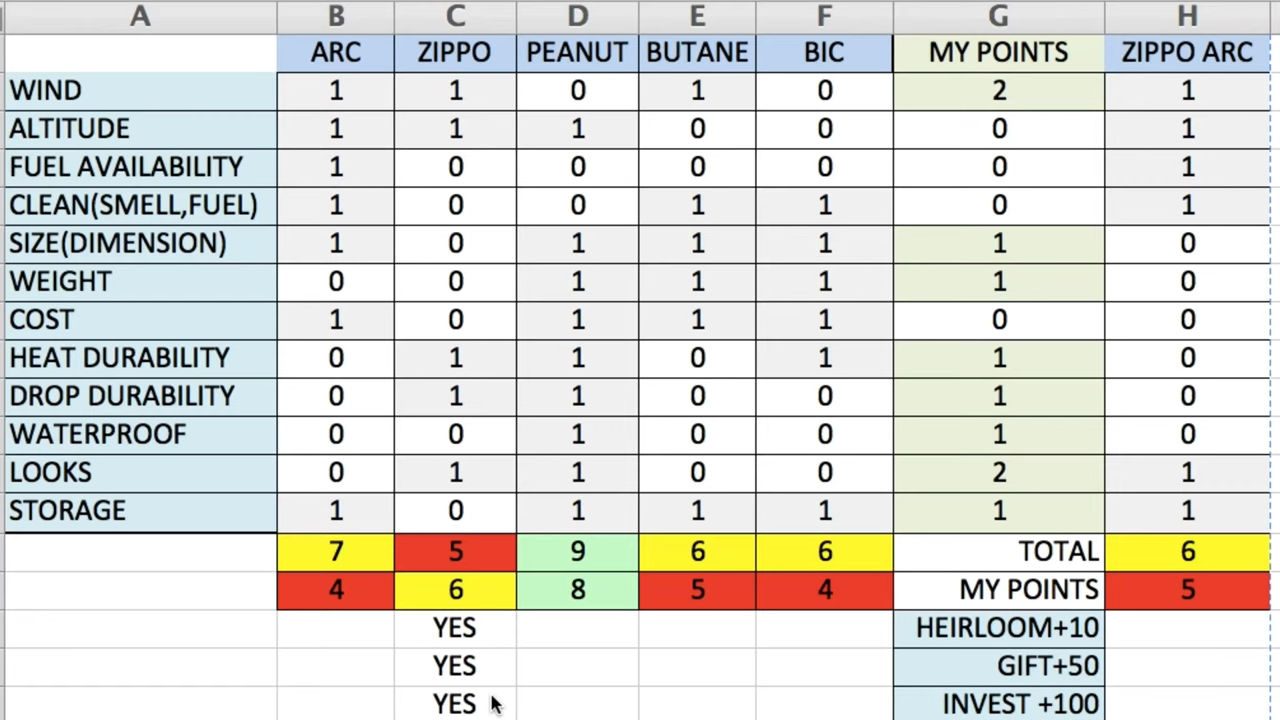 A B C D E F G H
ARC ZIPPO PEANUT BUTANE BIC MY POINTS ZIPPO ARC
WIND 1 1 0 1 0 2 1
ALTITUDE 1 1 1 0 0 0 1
FUEL AVAILABILITY 1 0 0 0 0 0 1
CLEAN(SMELL,FUEL) 1 0 0 1 1 0 1
SIZE(DIMENSION) 1 0 1 1 1 1 0
WEIGHT 0 0 1 1 1 1 0
COST 1 0 1 1 1 0 0
HEAT DURABILITY 0 1 1 0 1 1 0
DROP DURABILITY 0 1 1 0 0 1 0
WATERPROOF 0 0 1 0 0 1 0
LOOKS 0 1 1 0 0 2 1
STORAGE 1 0 1 1 1 1 1
7 5 9 6 6 TOTAL 6
4 6 8 5 4 MY POINTS 5
YES HEIRLOOM+10
YES GIFT+50
YES INVEST +100